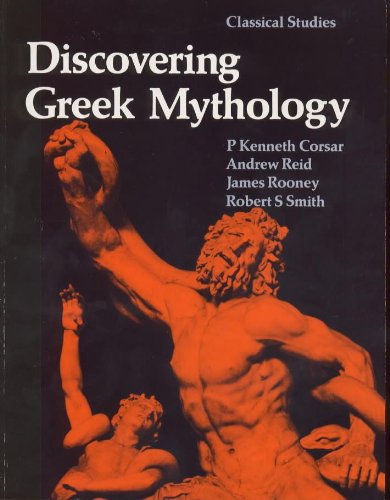 Classical Studies
Discovering
Greek Mythology
P Kenneth Corsar
Andrew Reid
James Rooney
Robert S Smith